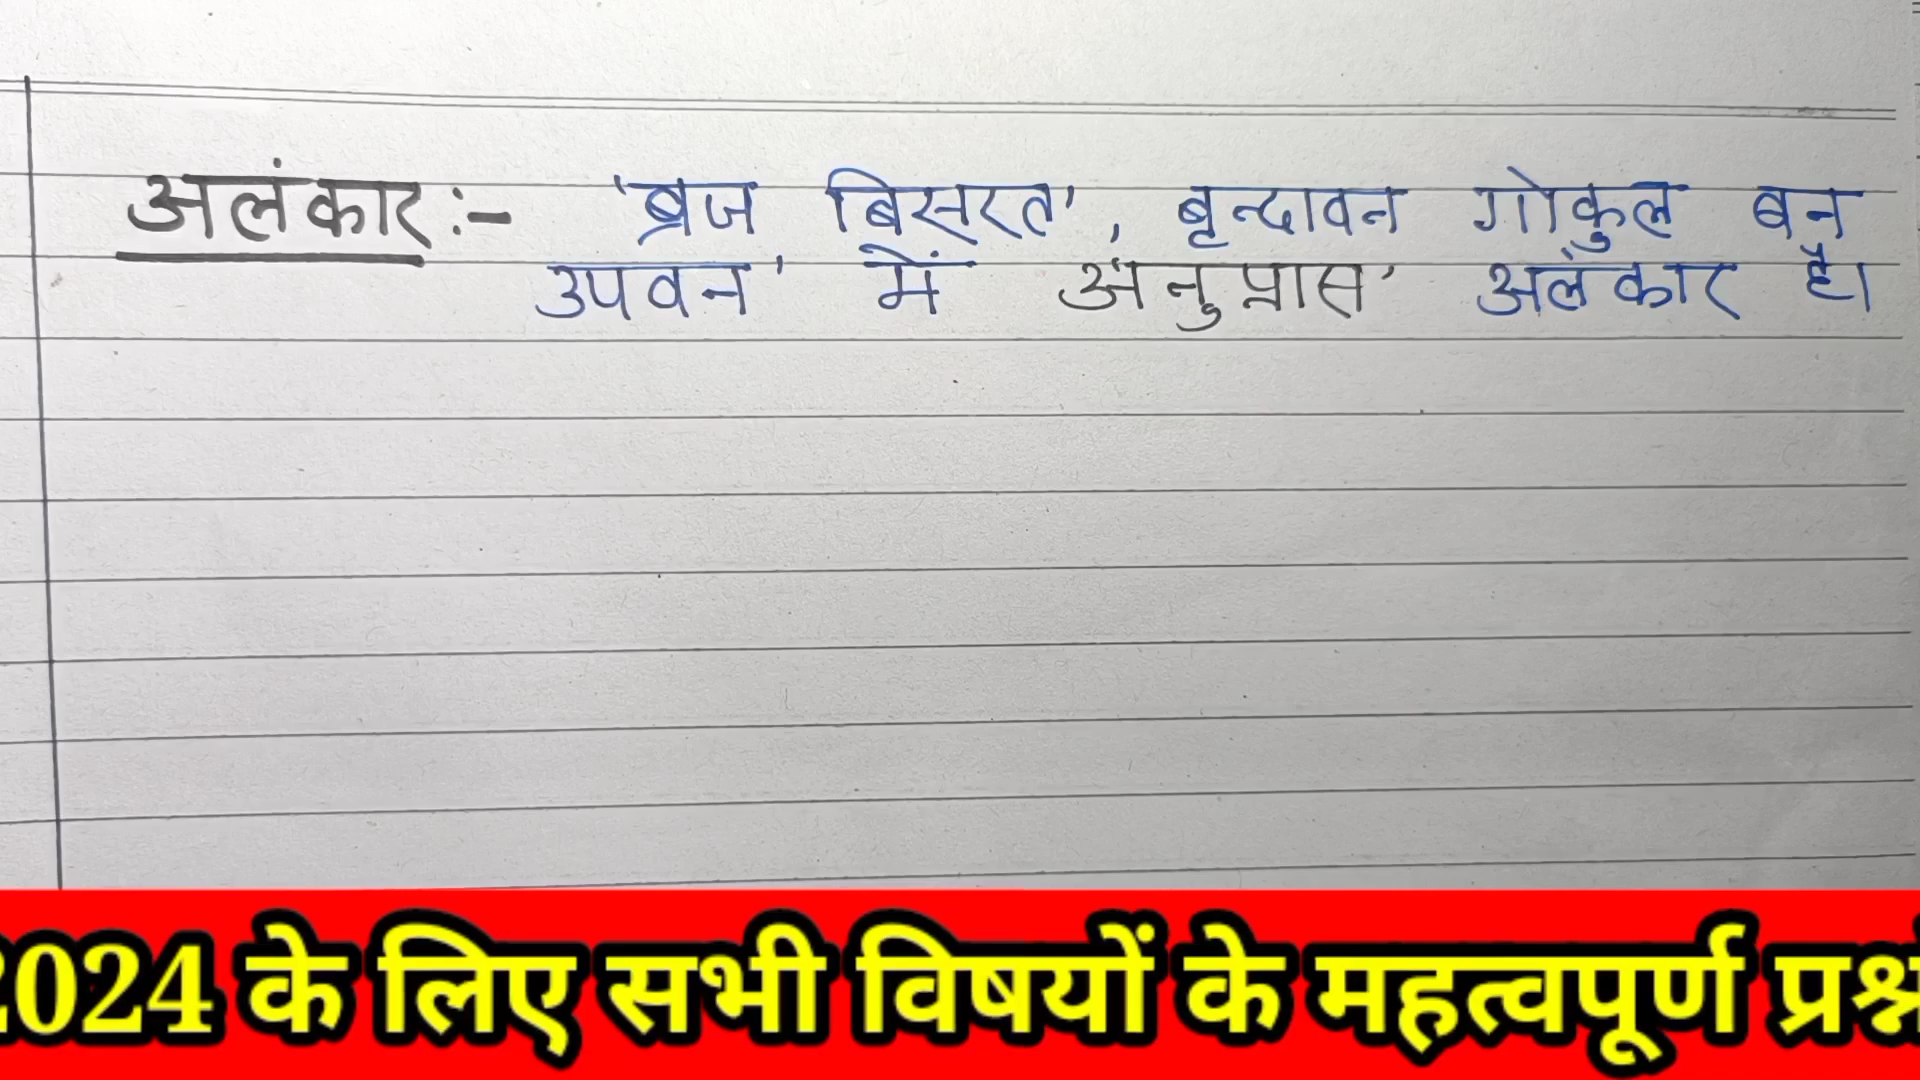 अलंकार:- 'ब्रज बिसरत', बृन्दावन गोकुल बन
उपवन' में 'अनुप्रास' अलंकार है।
2024 के लिए सभी विषयों के महत्वपूर्ण प्रश्न